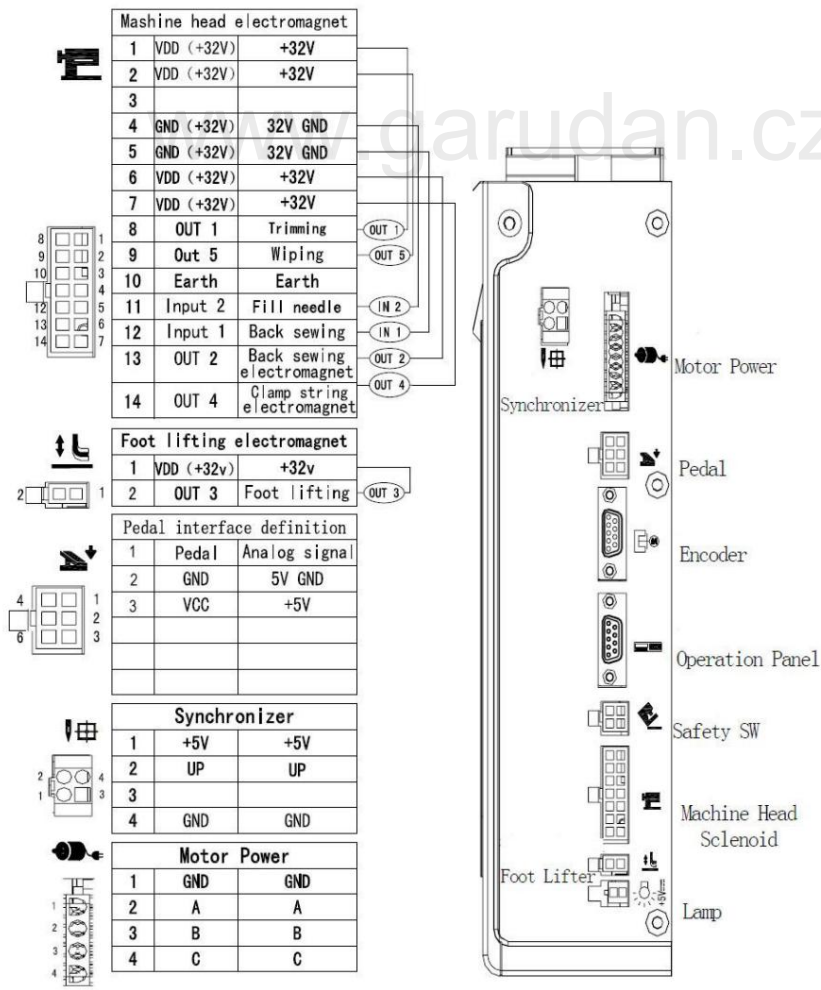 Mashine head electromagnet
1 VDD (+32V) +32V
2 VDD (+32V) +32V
3
4 GND (+32V) 32V GND
5 GND (+32V) 32V GND
6 VDD (+32V) +32V
7 VDD (+32V) +32V
8 OUT 1 Trimming OUT 1
9 Out 5 Wiping OUT 5
10 Earth Earth
11 Input 2 Fill needle IN 2
12 Input 1 Back sewing IN 1
13 OUT 2 Back sewing electromagnet OUT 2
14 OUT 4 Clamp string electromagnet OUT 4
8 1
9 2
10 3
4
12 5
13 6
14 7
Foot lifting electromagnet
1 VDD (+32v) +32v
2 OUT 3 Foot lifting OUT 3
2 1
Pedal interface definition
1 Pedal Analog signal
2 GND 5V GND
3 VCC +5V
4 1
2
6 3
Synchronizer
1 +5V +5V
2 UP UP
3
4 GND GND
2 4
1 3
Motor Power
1 GND GND
2 A A
3 B B
4 C C
1
2
3
4
www.garudan.cz
Motor Power
Synchronizer
Pedal
Encoder
Operation Panel
Safety SW
Machine Head
Sclenoid
Foot Lifter
+5V
Lamp